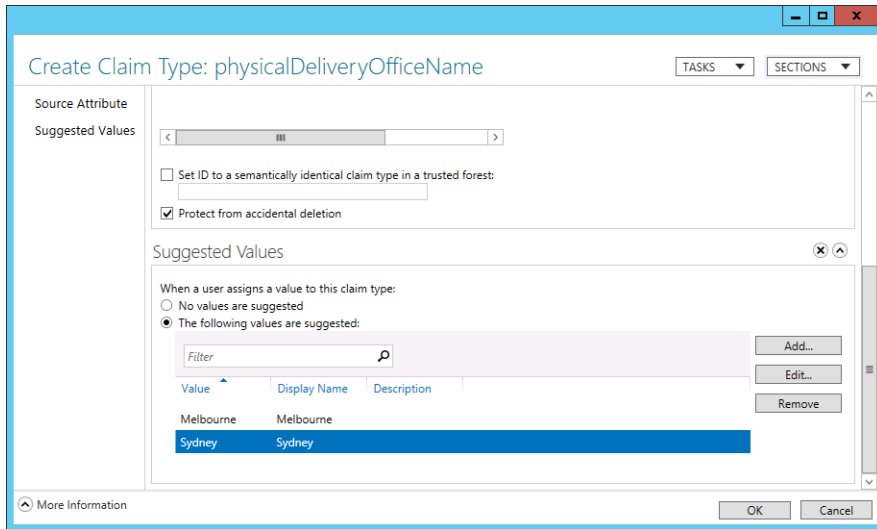 Create Claim Type: physicalDeliveryOfficeName
TASKS
SECTIONS
Source Attribute
Suggested Values
Set ID to a semantically identical claim type in a trusted forest:
Protect from accidental deletion
Suggested Values
When a user assigns a value to this claim type:
No values are suggested
The following values are suggested:
Filter
Add...
Edit...
Remove
Value Display Name Description
Melbourne Melbourne
Sydney Sydney
More Information
OK Cancel